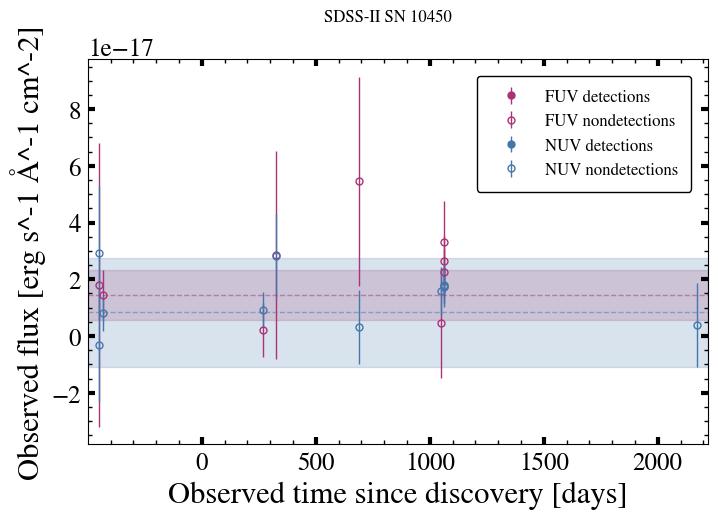 SDSS-II SN 10450
1e−17
Observed flux [erg s^-1 Å^-1 cm^-2]
8
6
4
2
0
−2
FUV detections
FUV nondetections
NUV detections
NUV nondetections
0 500 1000 1500 2000
Observed time since discovery [days]